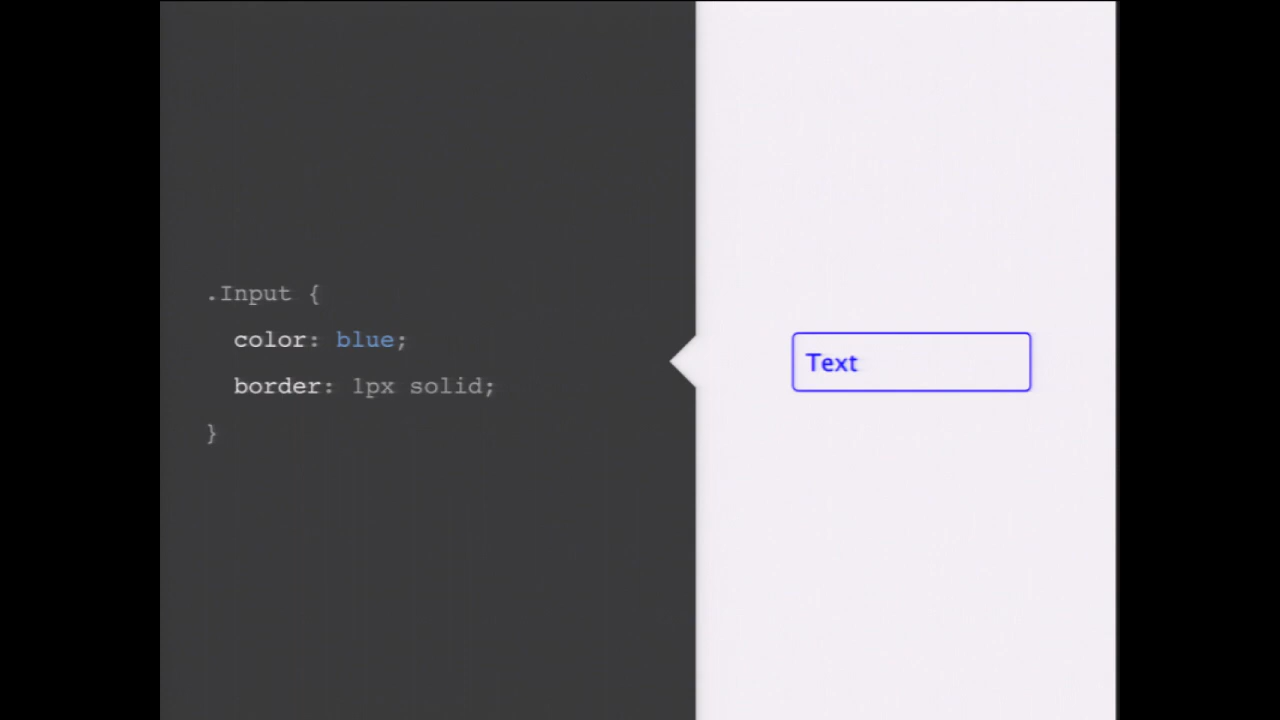 .Input {
color: blue;
border: 1px solid;
}
Text